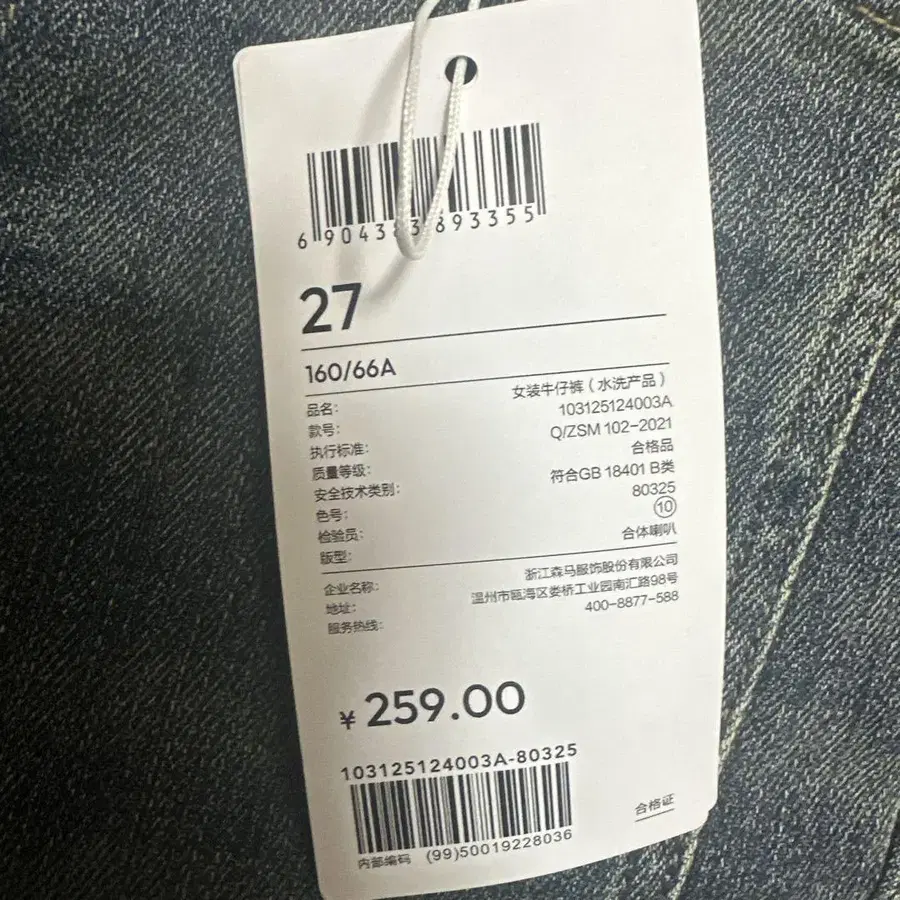 6904383893355
27
160/66A
品名: 女装牛仔裤(水洗产品)
款号: 103125124003A
执行标准: Q/ZSM 102-2021
质量等级: 合格品
安全技术类别: 符合GB 18401 B类
色号: 80325
检验员: ⑩
版型: 合体喇叭
企业名称: 浙江森马服饰股份有限公司
地址: 温州市瓯海区娄桥工业园南汇路98号
服务热线: 400-8877-588
¥ 259.00
103125124003A-80325
内部编码 (99)50019228036
合格证